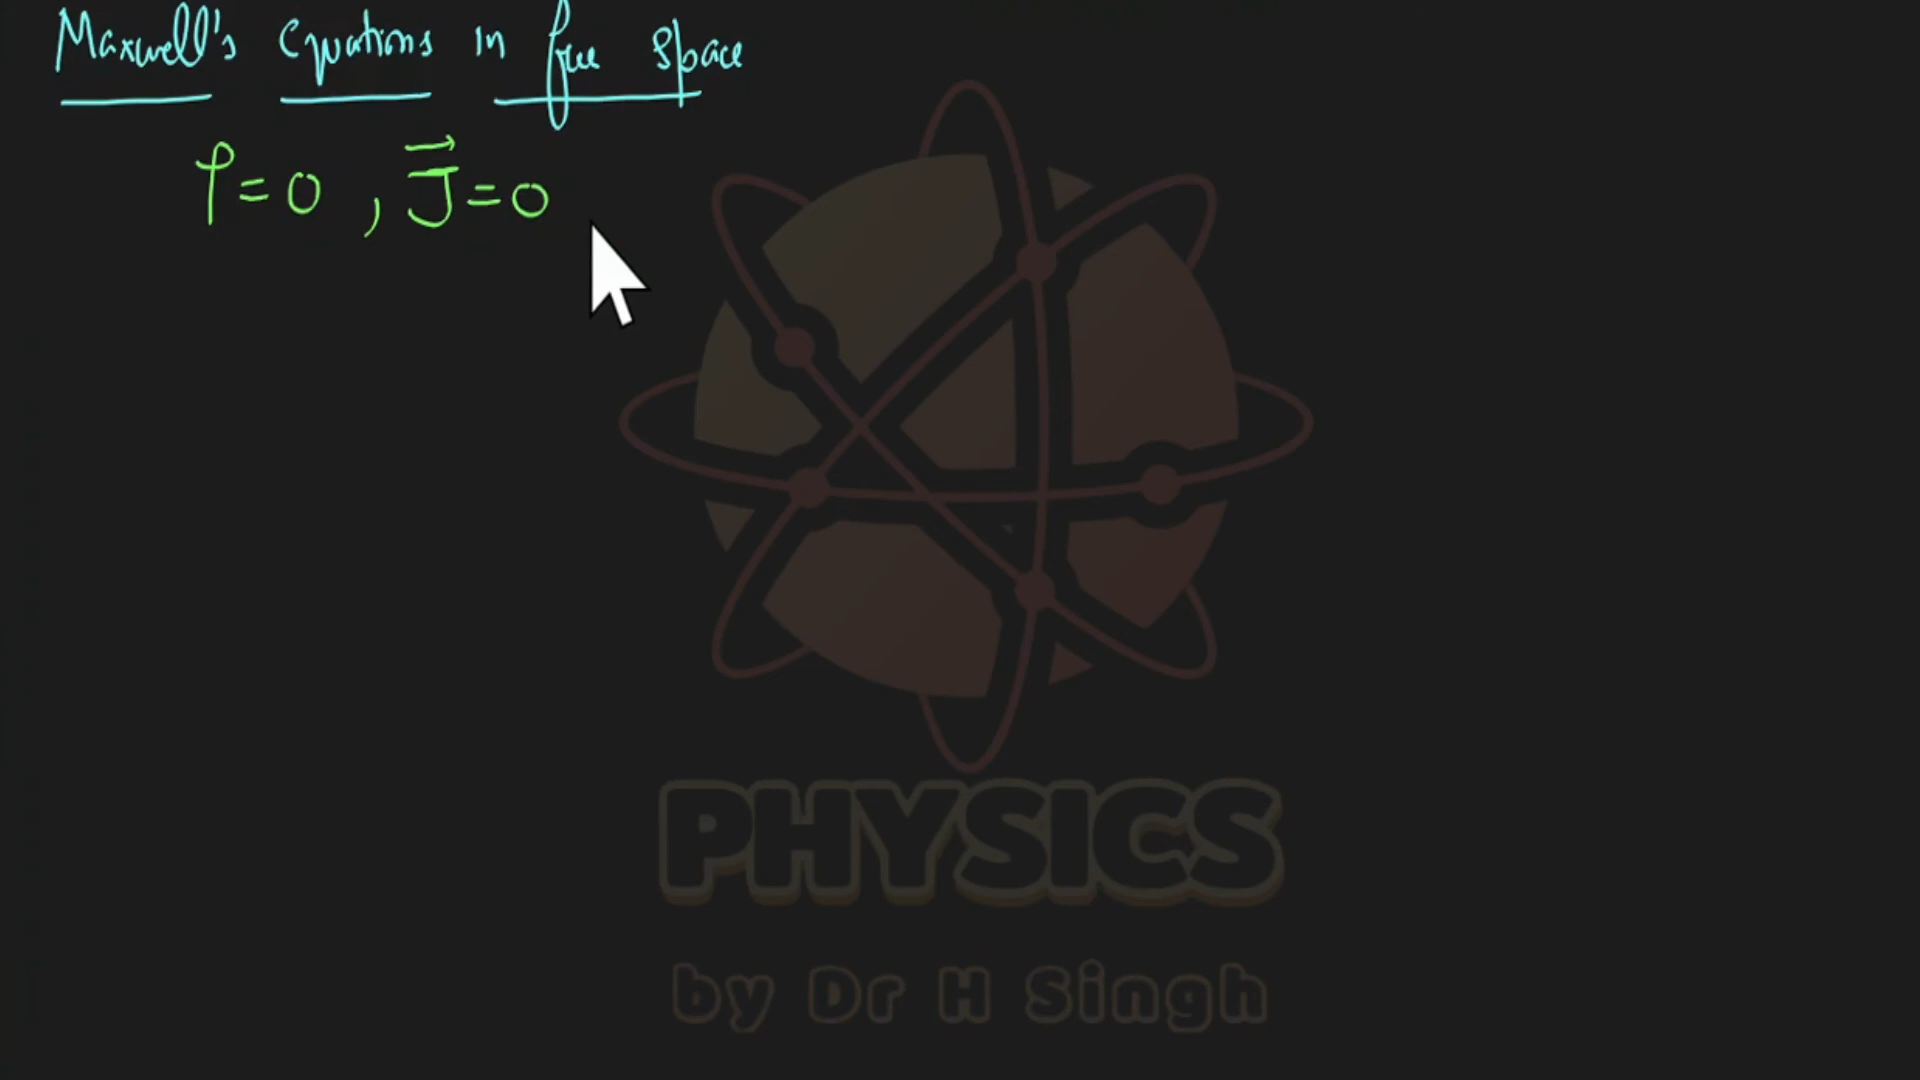 Maxwell's Equations in free space
ρ = 0 , J⃗ = 0
PHYSICS
by Dr H Singh